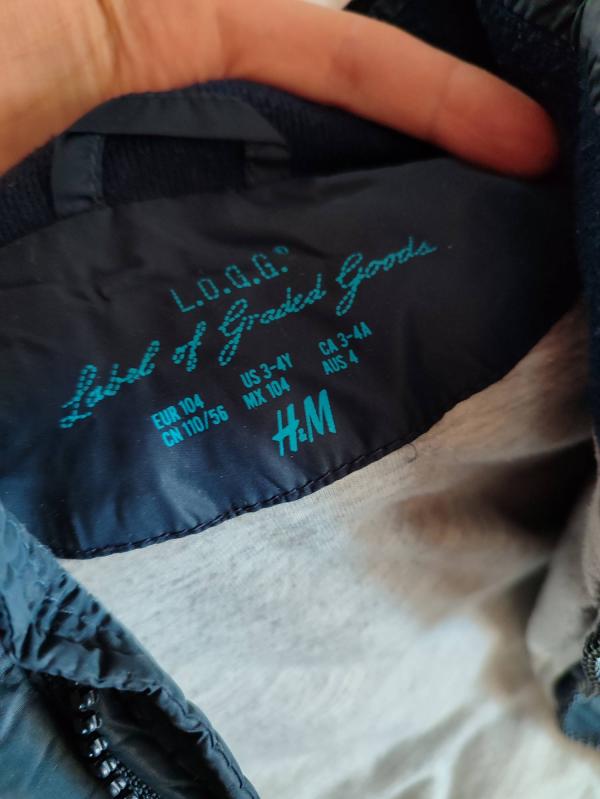 L.O.G.G.®
Label of Graded Goods
EUR 104 US 3-4Y CA 3-4A
CN 110/56 MX 104 AUS 4
H&M